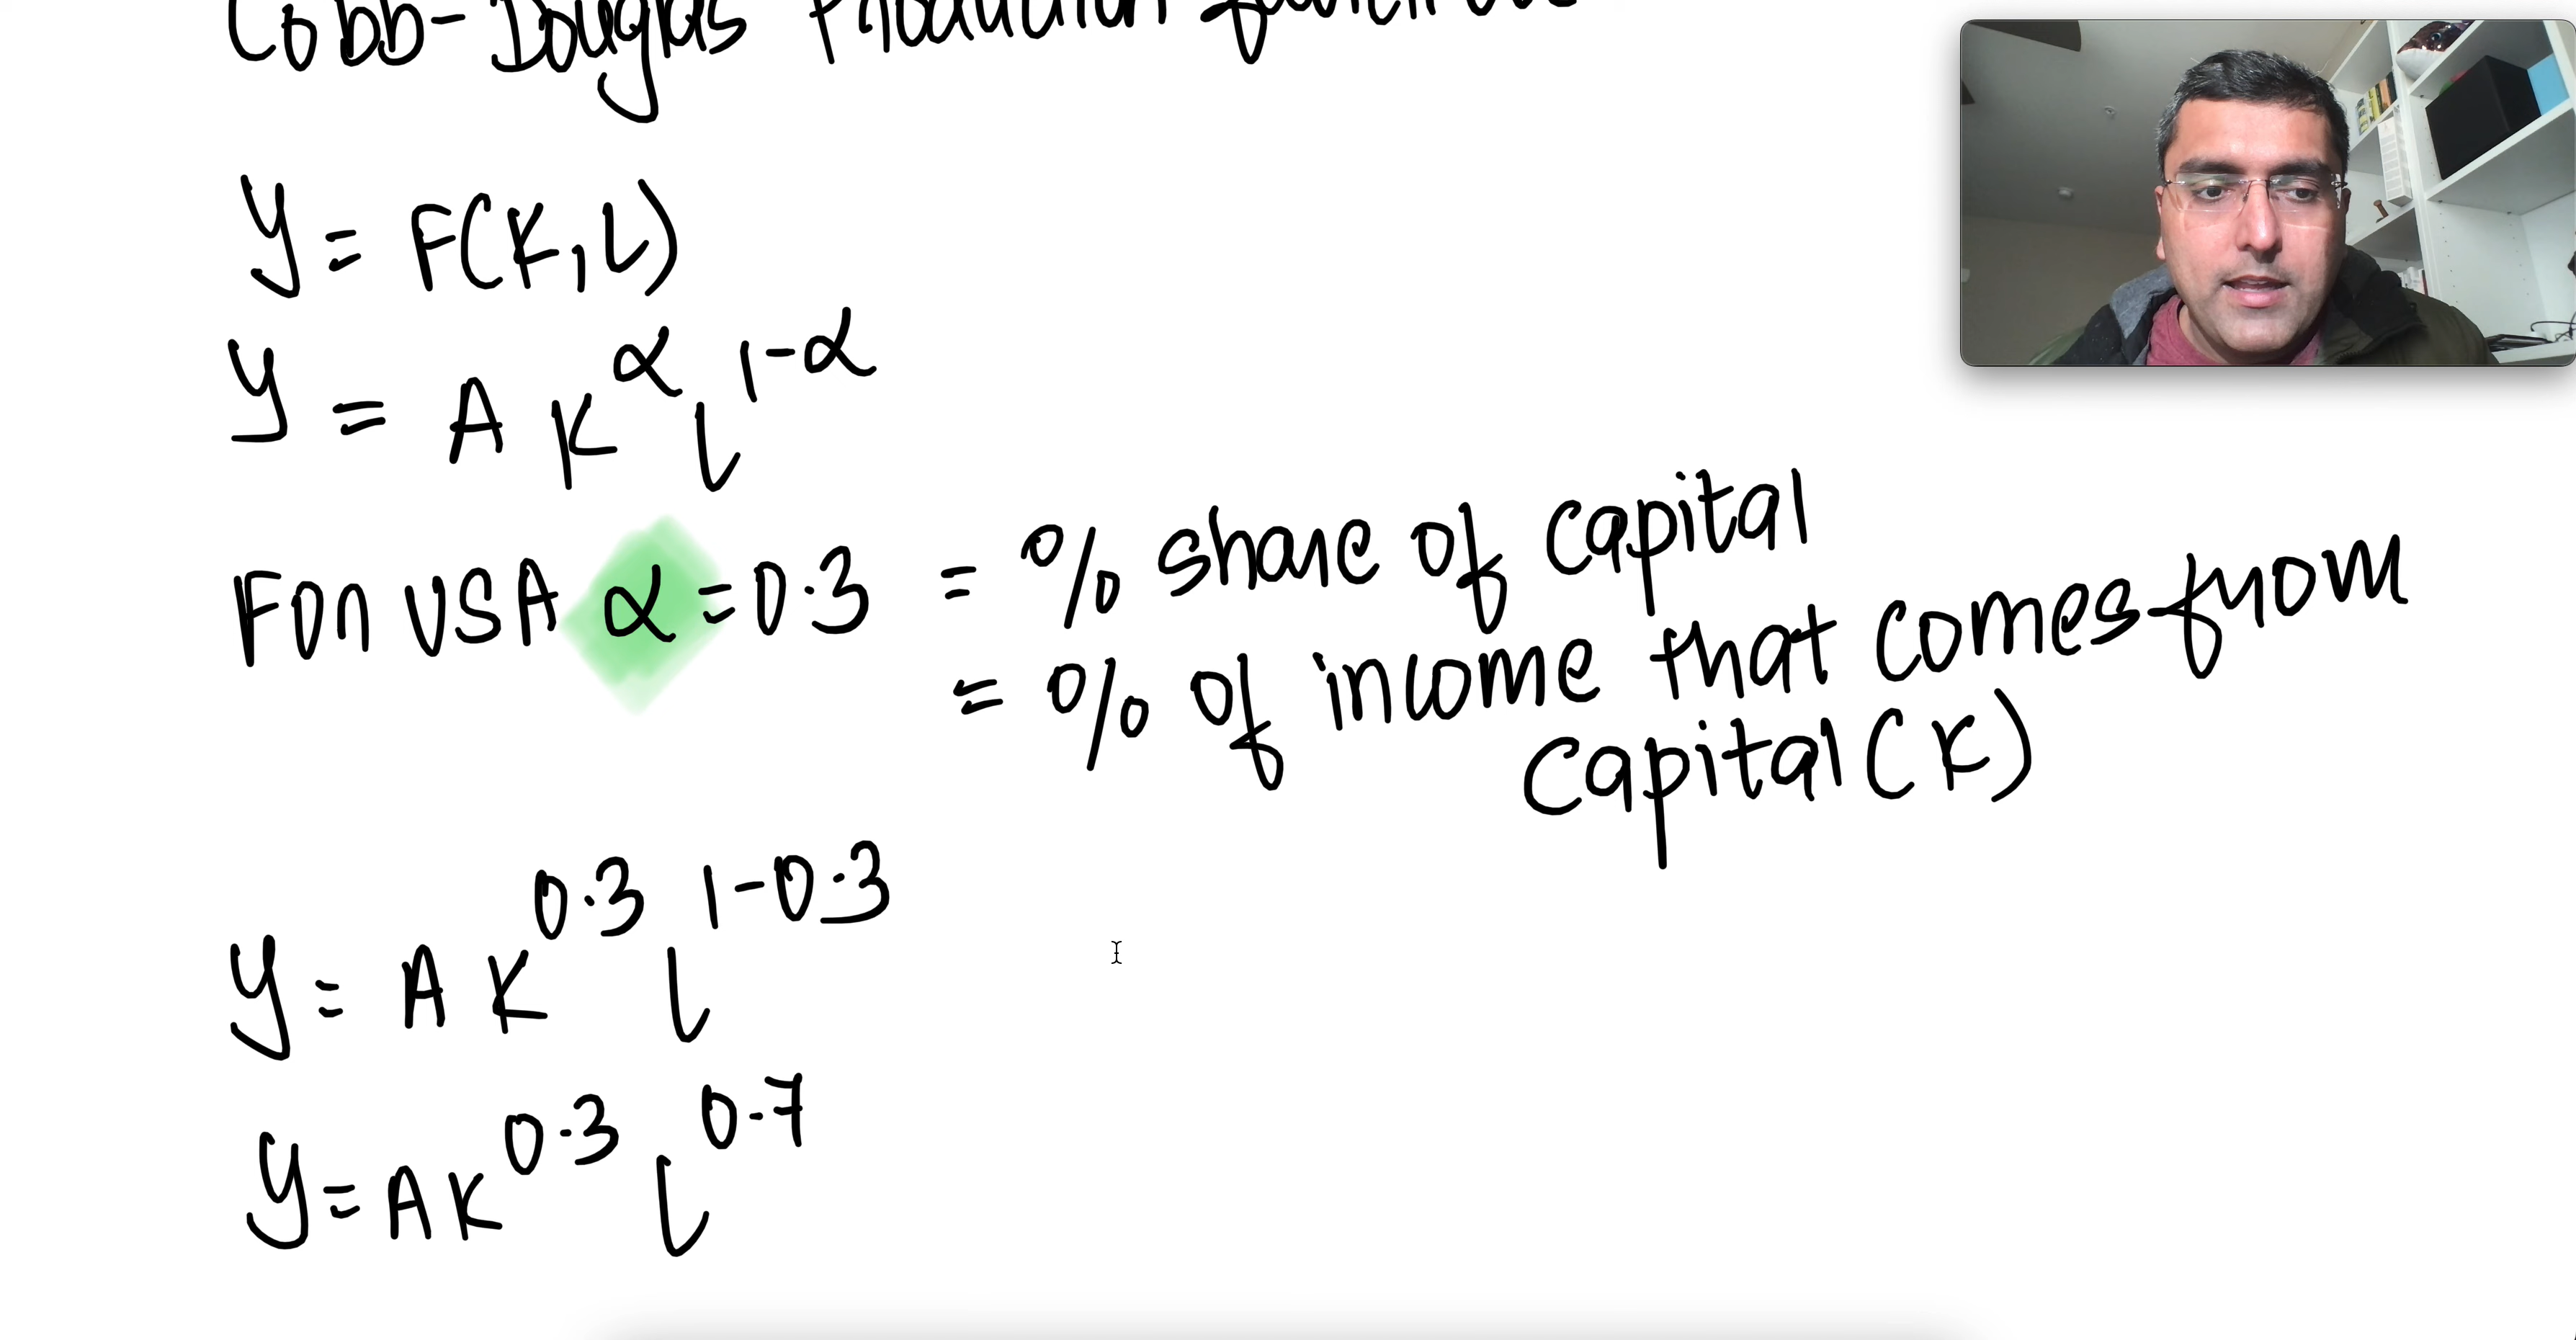 Cobb-Douglas Production function
Y = F(K,L)
Y = A K^α L^1-α
For USA α = 0.3 = % share of capital
= % of income that comes from
capital (K)
Y = A K^0.3 L^1-0.3
Y = A K^0.3 L^0.7